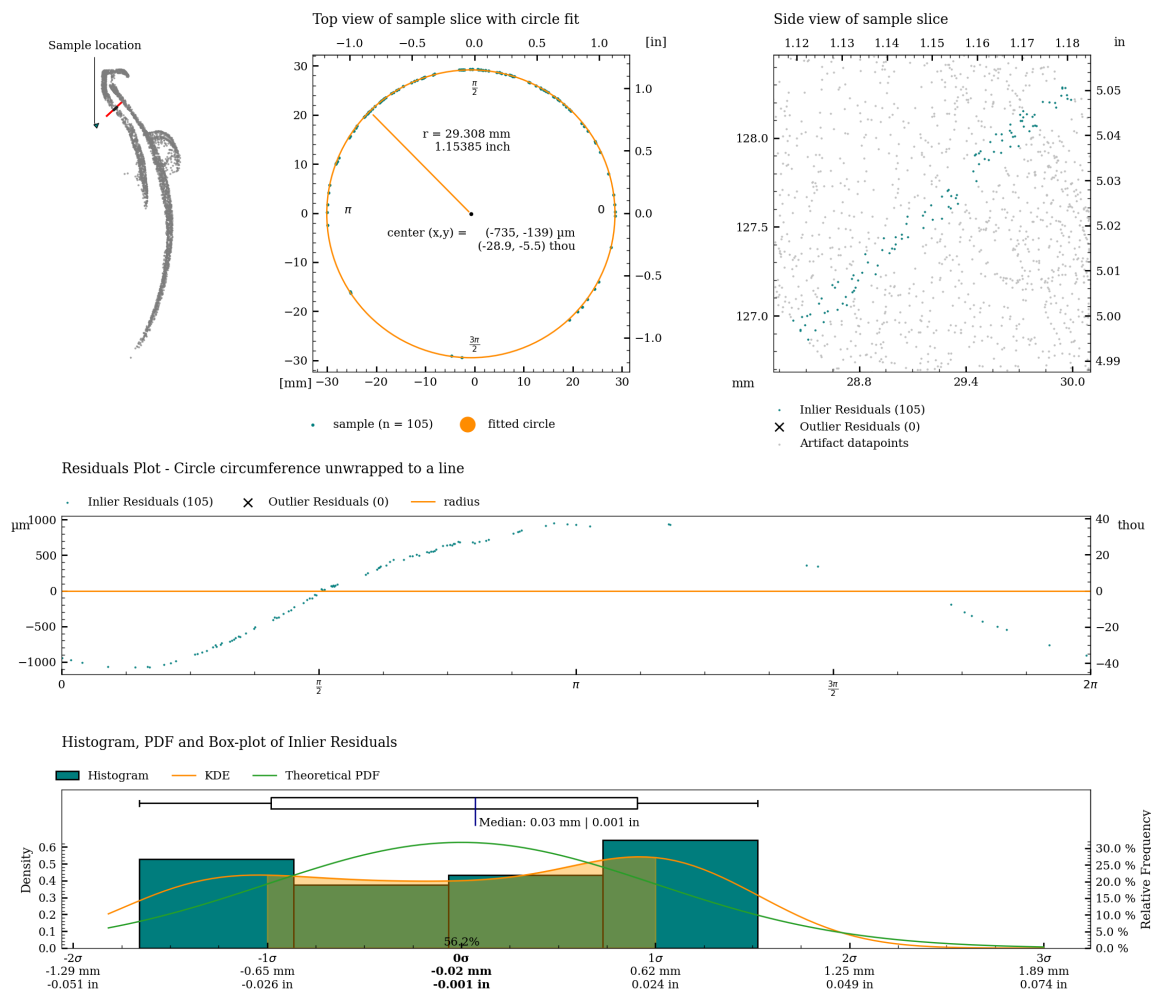 Top view of sample slice with circle fit
Side view of sample slice
Sample location
−1.0 −0.5 0.0 0.5 1.0 [in]
1.12 1.13 1.14 1.15 1.16 1.17 1.18 in
30
20
10
0
−10
−20
−30
1.0
0.5
0.0
−0.5
−1.0
π/2
r = 29.308 mm
1.15385 inch
π
0
center (x,y) = (-735, -139) μm
(-28.9, -5.5) thou
3π/2
[mm] −30 −20 −10 0 10 20 30
128.0
127.5
127.0
5.05
5.04
5.03
5.02
5.01
5.00
4.99
mm 28.8 29.4 30.0
sample (n = 105) fitted circle
Inlier Residuals (105)
Outlier Residuals (0)
Artifact datapoints
Residuals Plot - Circle circumference unwrapped to a line
Inlier Residuals (105) Outlier Residuals (0) radius
μm
1000
500
0
−500
−1000
thou
40
20
0
−20
−40
0 π/2 π 3π/2 2π
Histogram, PDF and Box-plot of Inlier Residuals
Histogram KDE Theoretical PDF
Median: 0.03 mm | 0.001 in
Density
0.6
0.5
0.4
0.3
0.2
0.1
0.0
Relative Frequency
30.0 %
25.0 %
20.0 %
15.0 %
10.0 %
5.0 %
0.0 %
56.2%
-2σ -1σ 0σ 1σ 2σ 3σ
-1.29 mm -0.65 mm -0.02 mm 0.62 mm 1.25 mm 1.89 mm
-0.051 in -0.026 in -0.001 in 0.024 in 0.049 in 0.074 in